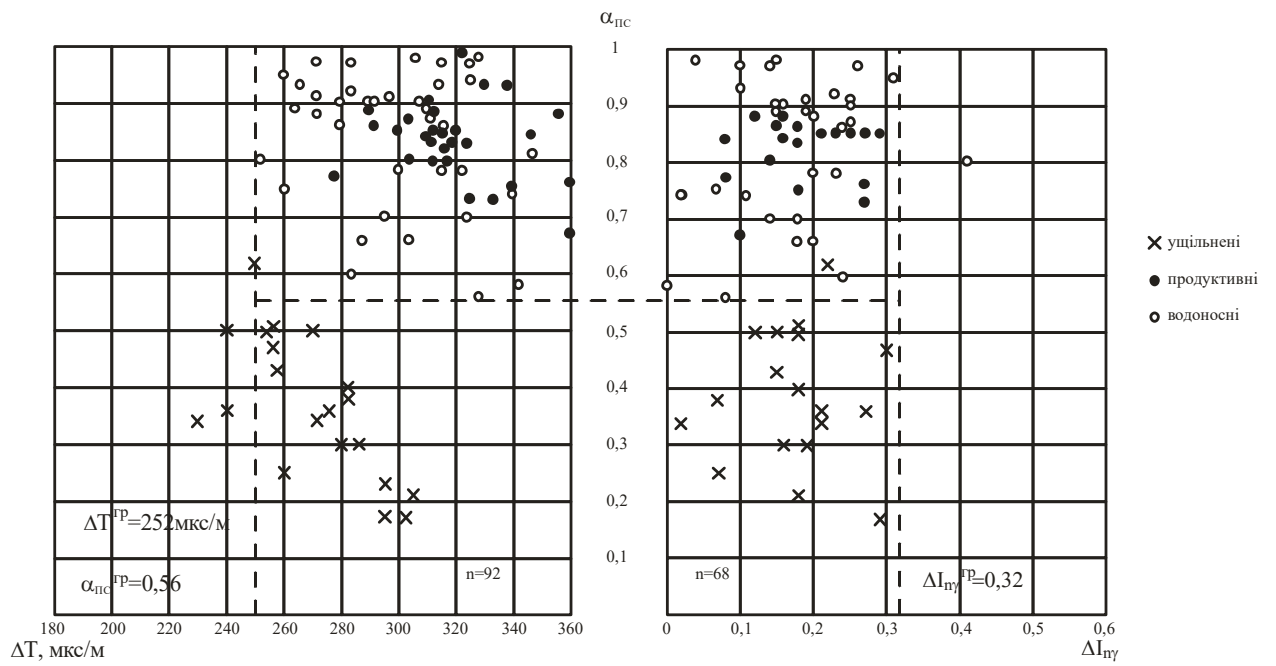 αпс
1
0,9
0,8
0,7
0,6
0,5
0,4
0,3
0,2
0,1
ΔTгр=252мкс/м
αпсгр=0,56
n=92
n=68
ΔInγгр=0,32
180 200 220 240 260 280 300 320 340 360
ΔT, мкс/м
0 0,1 0,2 0,3 0,4 0,5 0,6
ΔInγ
ущільнені
продуктивні
водоносні